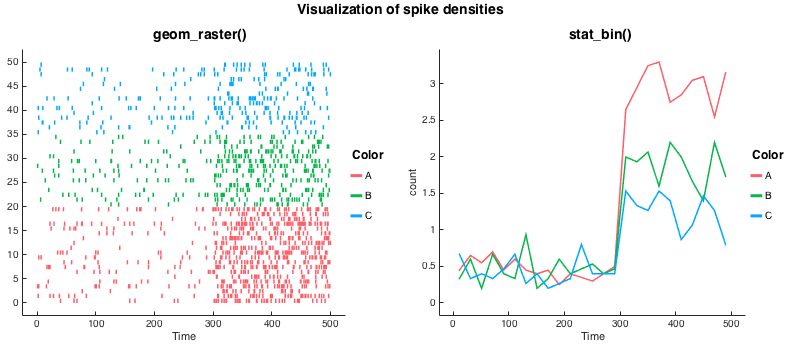 Visualization of spike densities
geom_raster()
50
45
40
35
30
25
20
15
10
5
0
0 100 200 300 400 500
Time
Color
A
B
C
stat_bin()
count
3
2.5
2
1.5
1
0.5
0
0 100 200 300 400 500
Time
Color
A
B
C